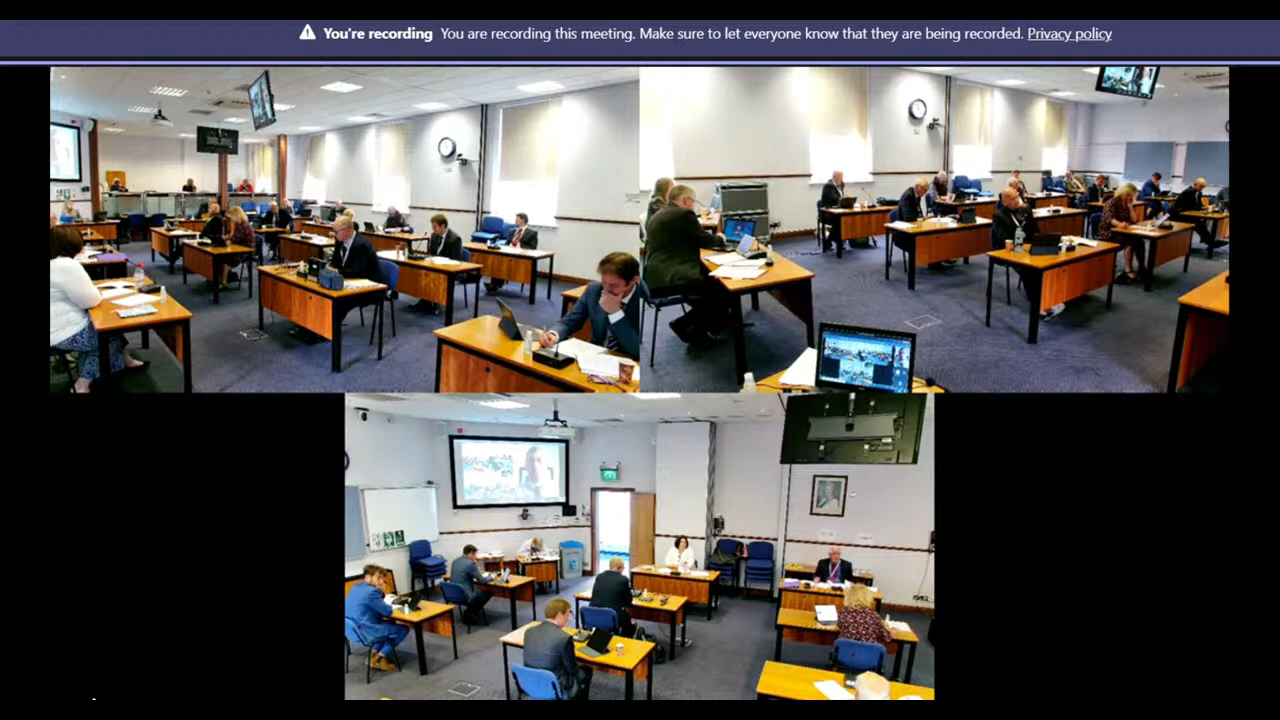 You're recording You are recording this meeting. Make sure to let everyone know that they are being recorded. Privacy policy